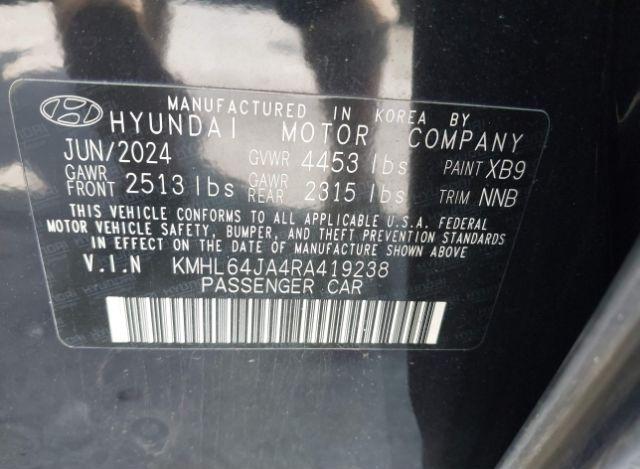 MANUFACTURED IN KOREA BY
HYUNDAI MOTOR COMPANY
JUN/2024 GVWR 4453 lbs PAINT XB9
GAWR FRONT 2513 lbs GAWR REAR 2315 lbs TRIM NNB
THIS VEHICLE CONFORMS TO ALL APPLICABLE U.S.A. FEDERAL
MOTOR VEHICLE SAFETY, BUMPER, AND THEFT PREVENTION STANDARDS
IN EFFECT ON THE DATE OF MANUFACTURE SHOWN ABOVE
V.I.N KMHL64JA4RA419238
PASSENGER CAR